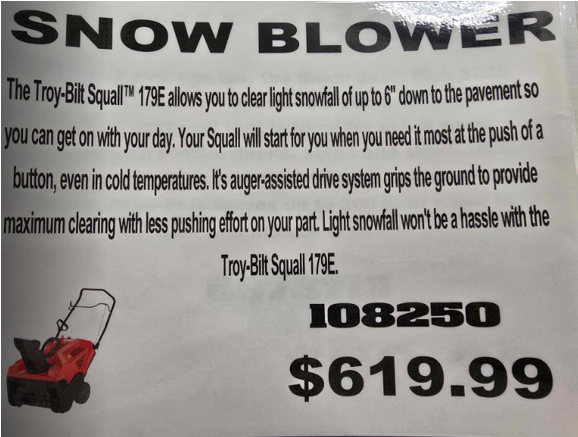 SNOW BLOWER
The Troy-Bilt Squall™ 179E allows you to clear light snowfall of up to 6" down to the pavement so
you can get on with your day. Your Squall will start for you when you need it most at the push of a
button, even in cold temperatures. It's auger-assisted drive system grips the ground to provide
maximum clearing with less pushing effort on your part. Light snowfall won't be a hassle with the
Troy-Bilt Squall 179E.
108250
$619.99